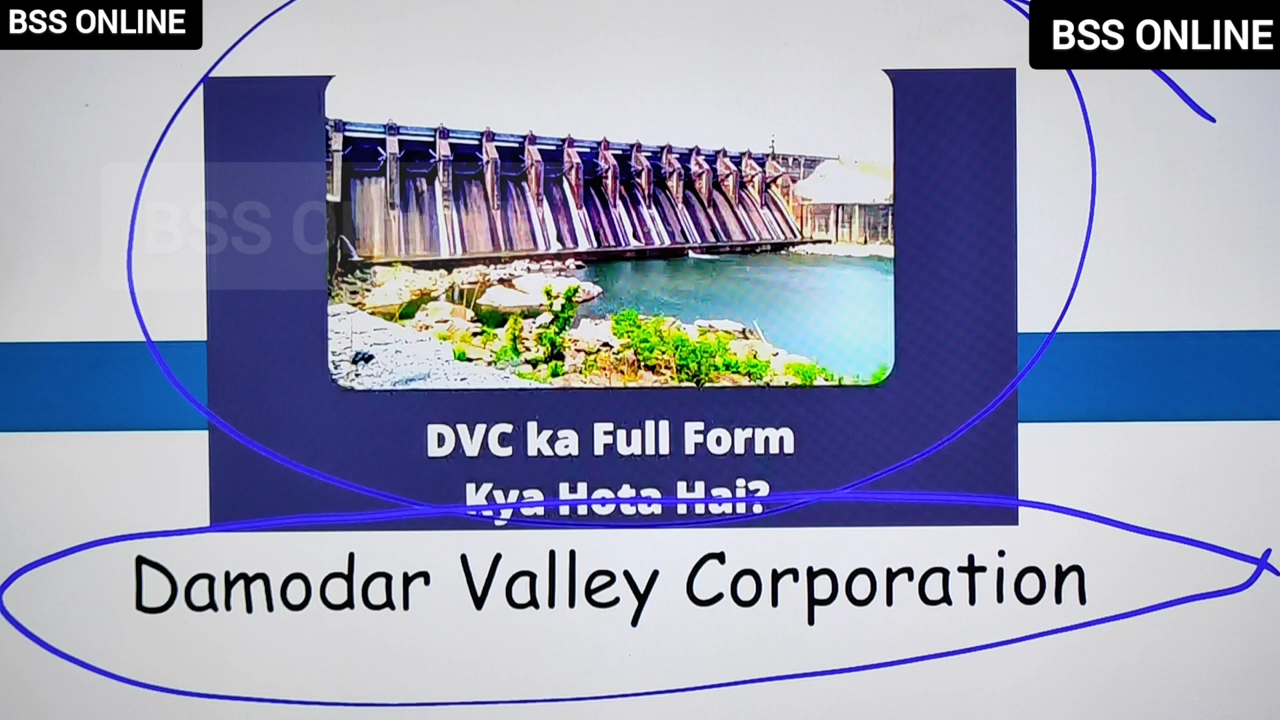 BSS ONLINE
BSS ONLINE
DVC ka Full Form
Kya Hota Hai?
Damodar Valley Corporation